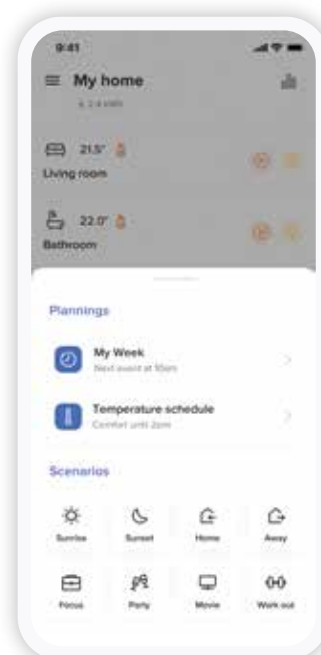 9:41
My home
21.5°
Living room
22.0°
Bathroom
Plannings
My Week
Next event at 10am
Temperature schedule
Comfort until 2pm
Scenarios
Sunrise Sunset Home Away
Focus Party Movie Work out